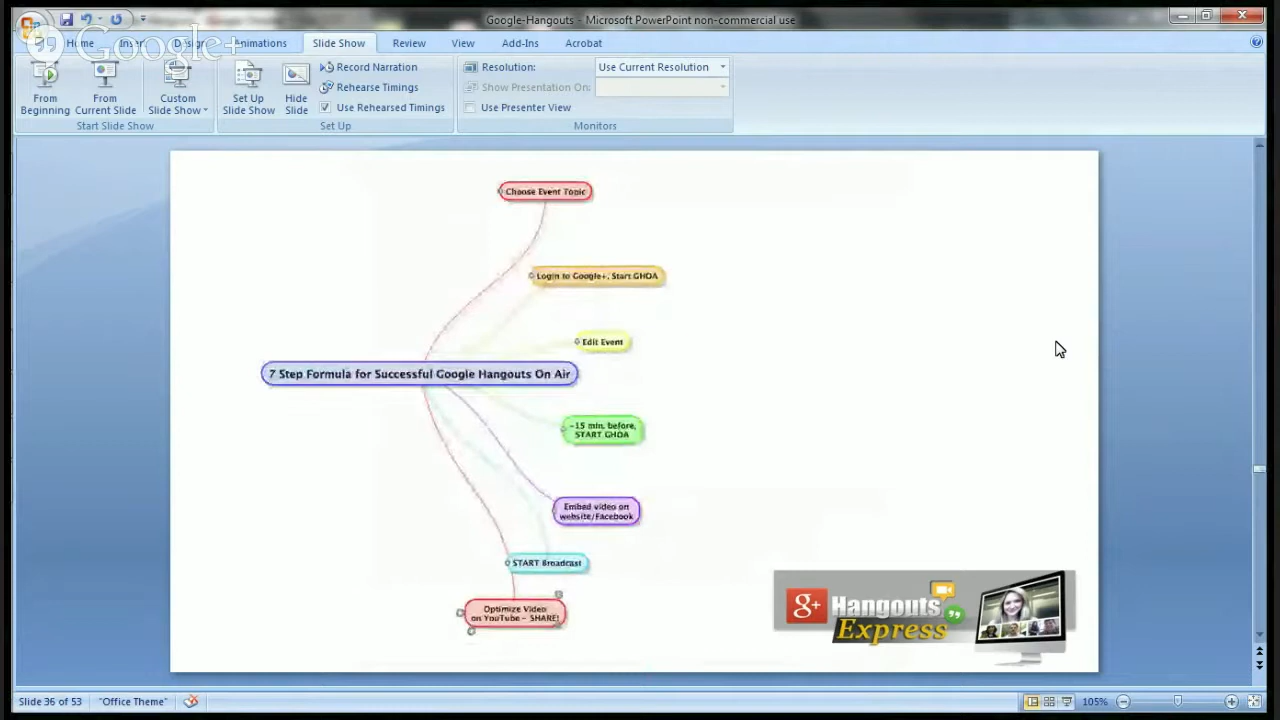 Google-Hangouts - Microsoft PowerPoint non-commercial use
Google+
Home
Animations
Slide Show
Review
View
Add-Ins
Acrobat
From Beginning
From Current Slide
Custom Slide Show
Set Up Slide Show
Hide Slide
Record Narration
Rehearse Timings
Use Rehearsed Timings
Resolution:
Use Current Resolution
Show Presentation On:
Use Presenter View
Start Slide Show
Set Up
Monitors
Choose Event Topic
Login to Google+, Start GHOA
Edit Event
7 Step Formula for Successful Google Hangouts On Air
~15 min. before,
START GHOA
Embed video on
website/Facebook
START Broadcast
Optimize Video
on YouTube - SHARE!
g+
Hangouts
Express
Slide 36 of 53
"Office Theme"
105%